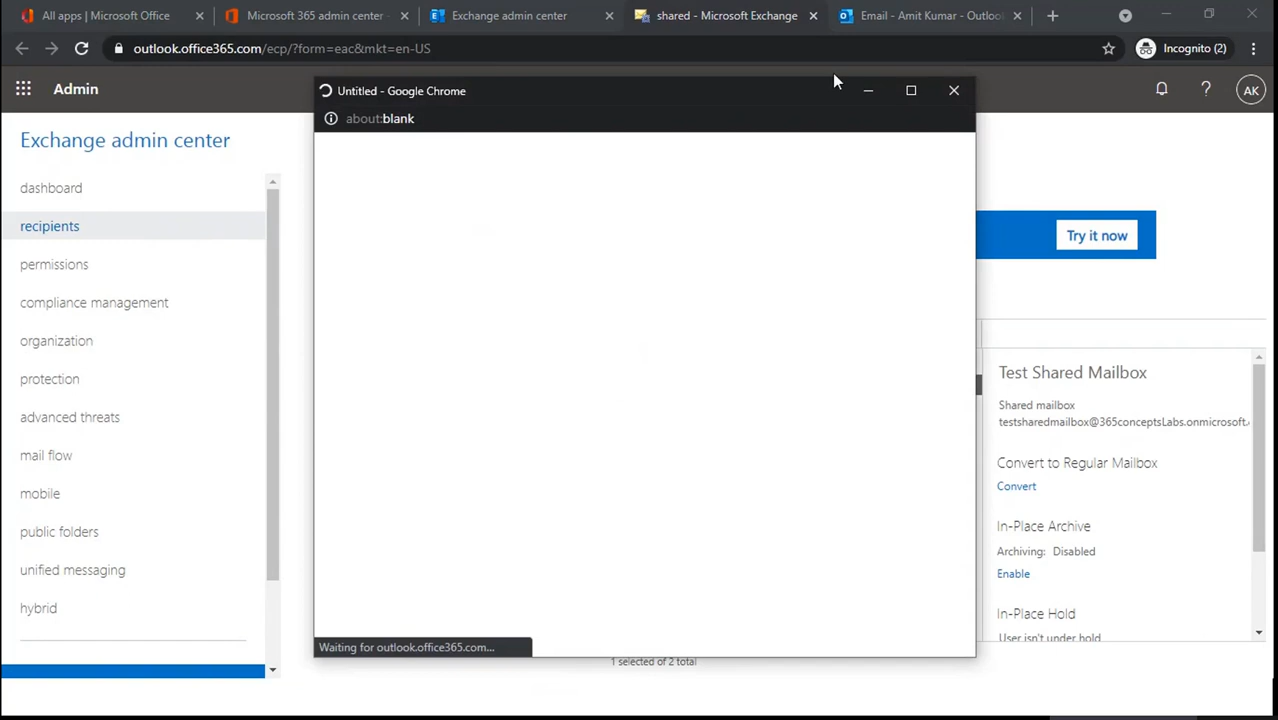 All apps | Microsoft Office
Microsoft 365 admin center -
Exchange admin center
shared - Microsoft Exchange
Email - Amit Kumar - Outloo
outlook.office365.com/ecp/?form=eac&mkt=en-US
Incognito (2)
Admin
AK
Untitled - Google Chrome
about:blank
Exchange admin center
dashboard
recipients
permissions
compliance management
organization
protection
advanced threats
mail flow
mobile
public folders
unified messaging
hybrid
Try it now
Test Shared Mailbox
Shared mailbox
testsharedmailbox@365conceptsLabs.onmicrosoft.
Convert to Regular Mailbox
Convert
In-Place Archive
Archiving: Disabled
Enable
In-Place Hold
User isn't under hold
Waiting for outlook.office365.com...
1 selected of 2 total